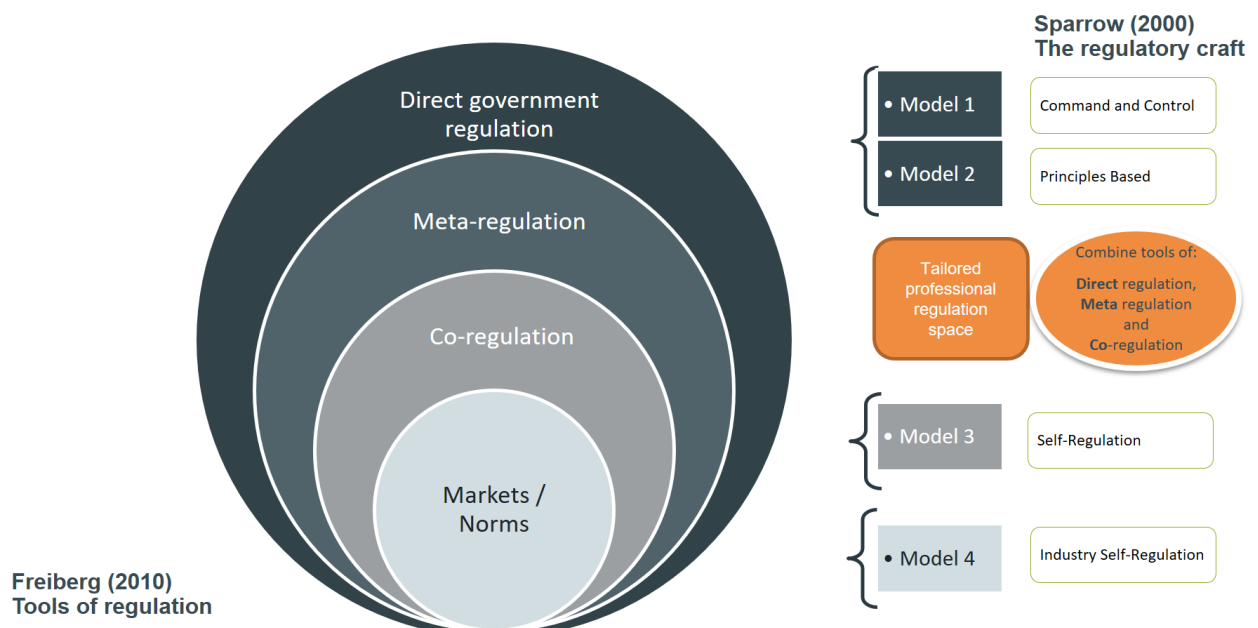 Direct government
regulation
Meta-regulation
Co-regulation
Markets /
Norms
Freiberg (2010)
Tools of regulation
Sparrow (2000)
The regulatory craft
• Model 1
Command and Control
• Model 2
Principles Based
Tailored
professional
regulation
space
Combine tools of:
Direct regulation,
Meta regulation
and
Co-regulation
• Model 3
Self-Regulation
• Model 4
Industry Self-Regulation